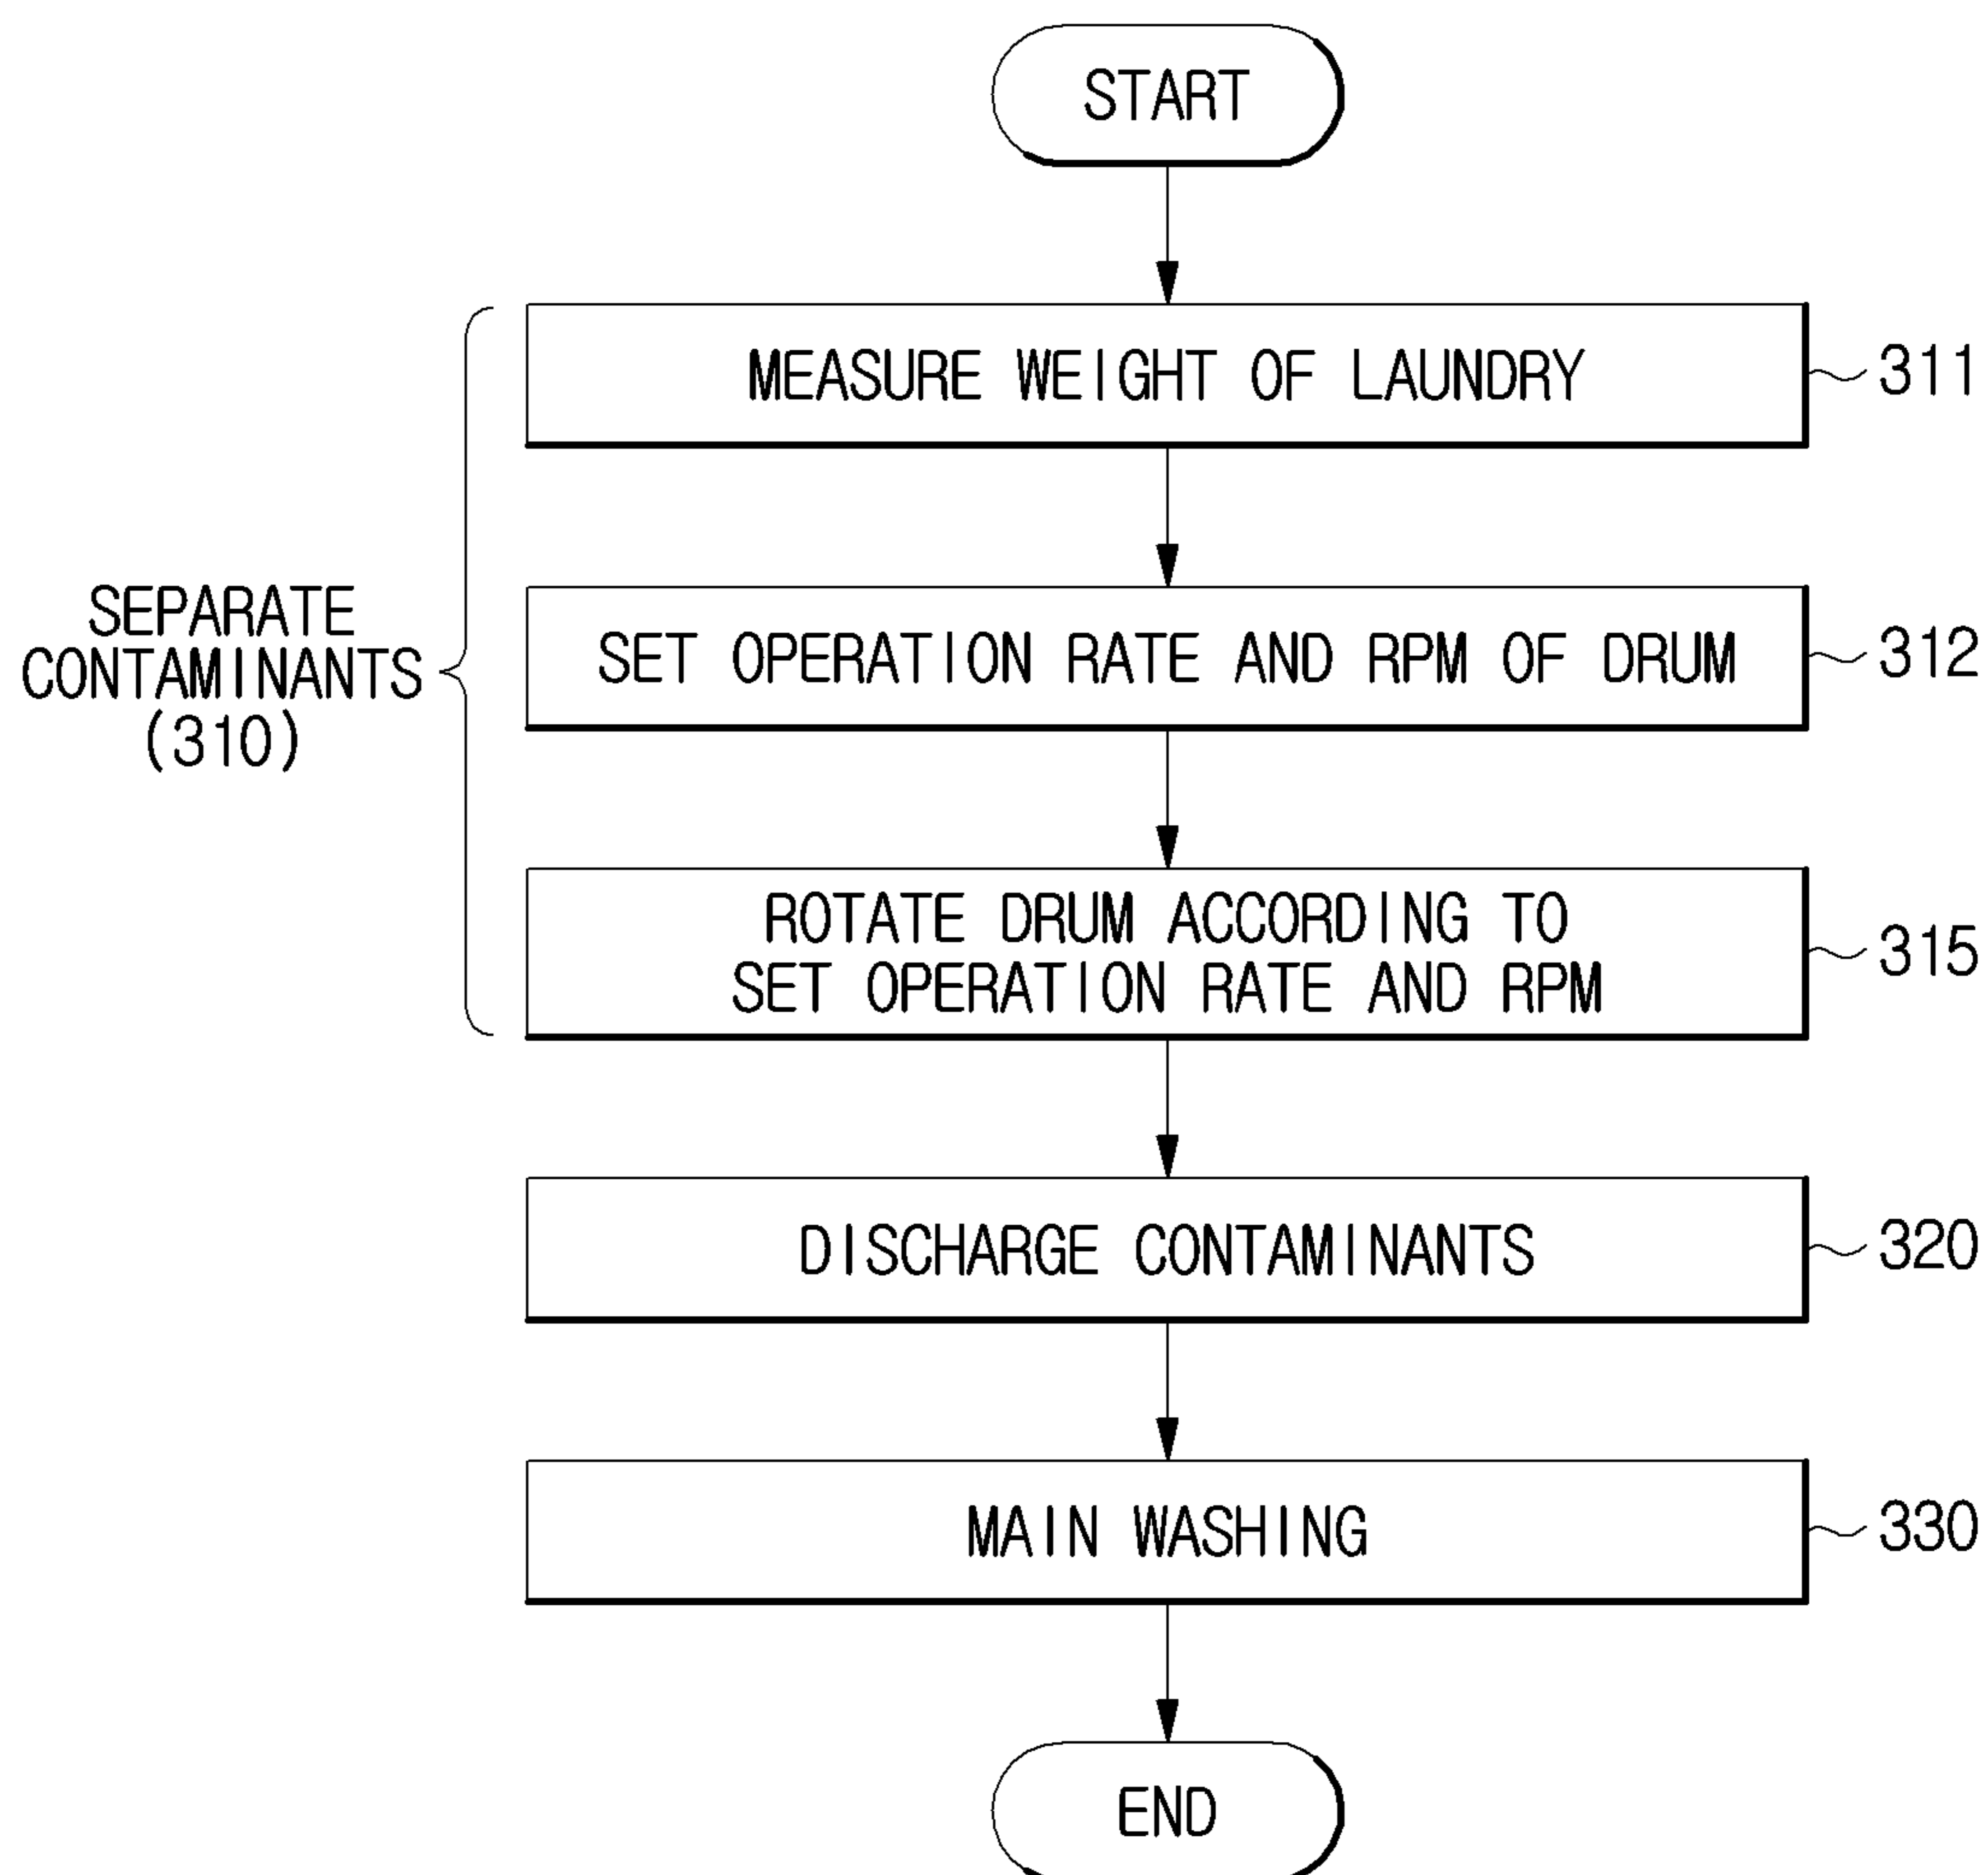 START
MEASURE WEIGHT OF LAUNDRY
311
SEPARATE
CONTAMINANTS
(310)
SET OPERATION RATE AND RPM OF DRUM
312
ROTATE DRUM ACCORDING TO
SET OPERATION RATE AND RPM
315
DISCHARGE CONTAMINANTS
320
MAIN WASHING
330
END